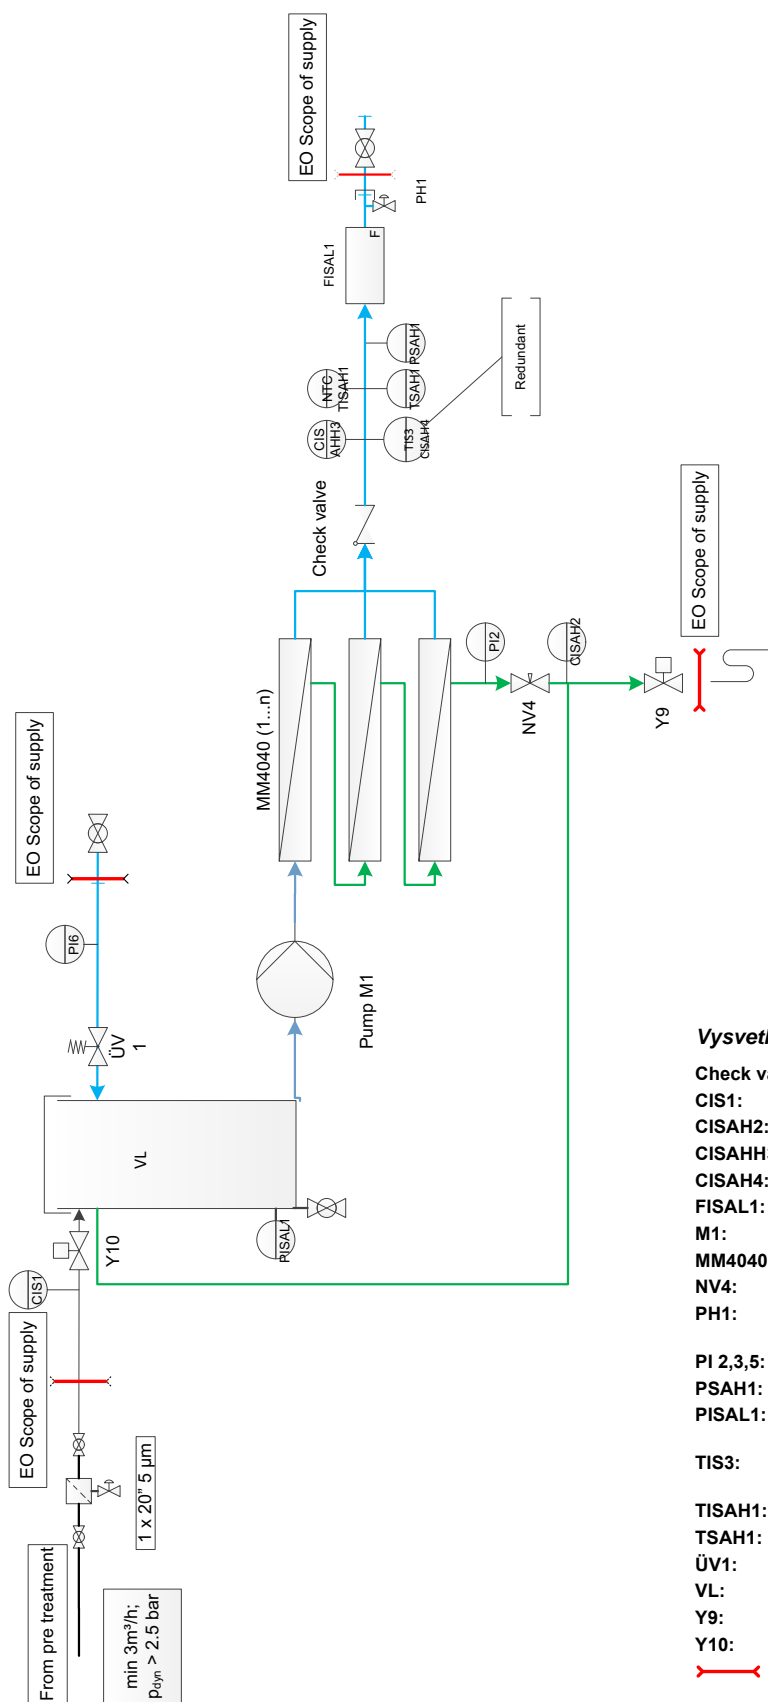 EO Scope of supply
PH1
FISAL1
F
PSAH1
NTC
TISAH1
TSAH1
CIS
AHH3
TIS3
CISAH4
Redundant
Check valve
EO Scope of supply
CISAH2
PI2
NV4
Y9
MM4040 (1...n)
EO Scope of supply
PI6
ÜV
1
Pump M1
VL
PISAL1
Y10
CIS1
EO Scope of supply
1 x 20" 5 µm
From pre treatment
min 3m³/h;
pdyn > 2.5 bar
Check
CIS1:
CISAH2:
CISAH4:
FISAL1:
M1:
MM4040
NV4:
PH1:
PI 2,3,5:
PSAH1:
PISAL1:
TIS3:
TISAH1:
TSAH1:
ÜV1:
VL:
Y9:
Y10: